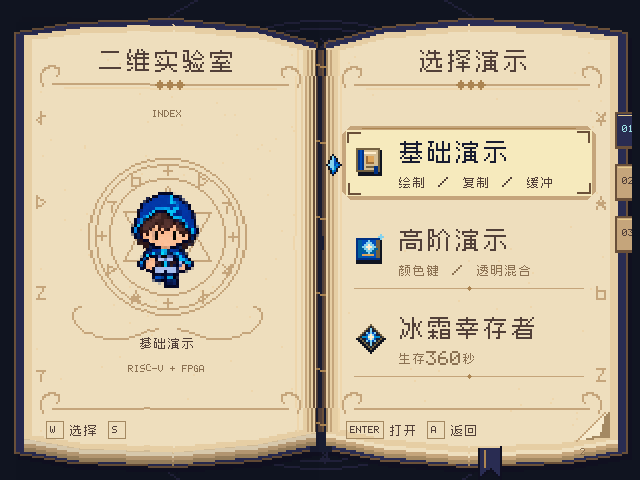 二维实验室
INDEX
基础演示
RISC-V + FPGA
W 选择 S
选择演示
基础演示
绘制 / 复制 / 缓冲
高阶演示
颜色键 / 透明混合
冰霜幸存者
生存360秒
ENTER 打开 A 返回
01
02
03
2